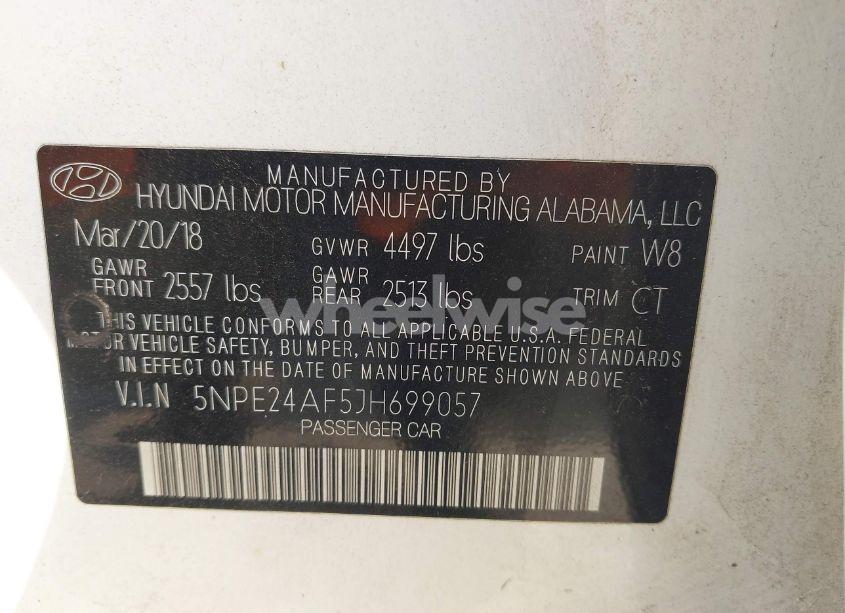 MANUFACTURED BY
HYUNDAI MOTOR MANUFACTURING ALABAMA, LLC
Mar/20/18 GVWR 4497 lbs PAINT W8
GAWR FRONT 2557 lbs GAWR REAR 2513 lbs TRIM CT
THIS VEHICLE CONFORMS TO ALL APPLICABLE U.S.A. FEDERAL
MOTOR VEHICLE SAFETY, BUMPER, AND THEFT PREVENTION STANDARDS
IN EFFECT ON THE DATE OF MANUFACTURE SHOWN ABOVE
V.I.N 5NPE24AF5JH699057
PASSENGER CAR
wheelwise